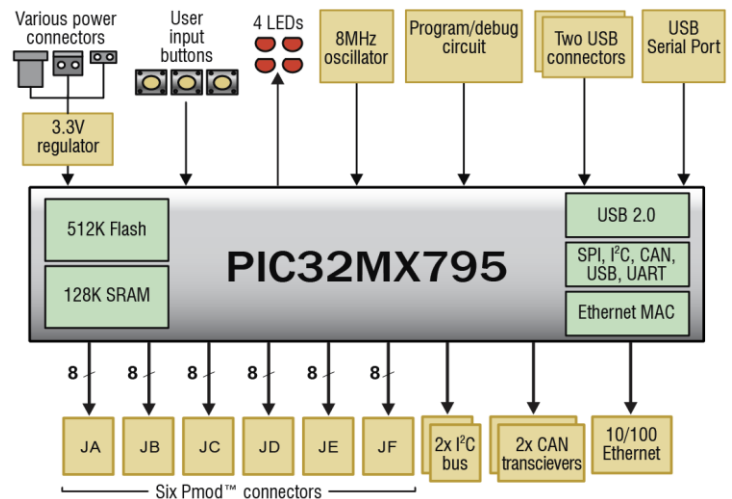 Various power
connectors
User
input
buttons
4 LEDs
8MHz
oscillator
Program/debug
circuit
Two USB
connectors
USB
Serial Port
3.3V
regulator
512K Flash
128K SRAM
PIC32MX795
USB 2.0
SPI, I²C, CAN,
USB, UART
Ethernet MAC
8
8
8
8
8
8
JA
JB
JC
JD
JE
JF
2x I²C
bus
2x CAN
transcievers
10/100
Ethernet
Six Pmod™ connectors